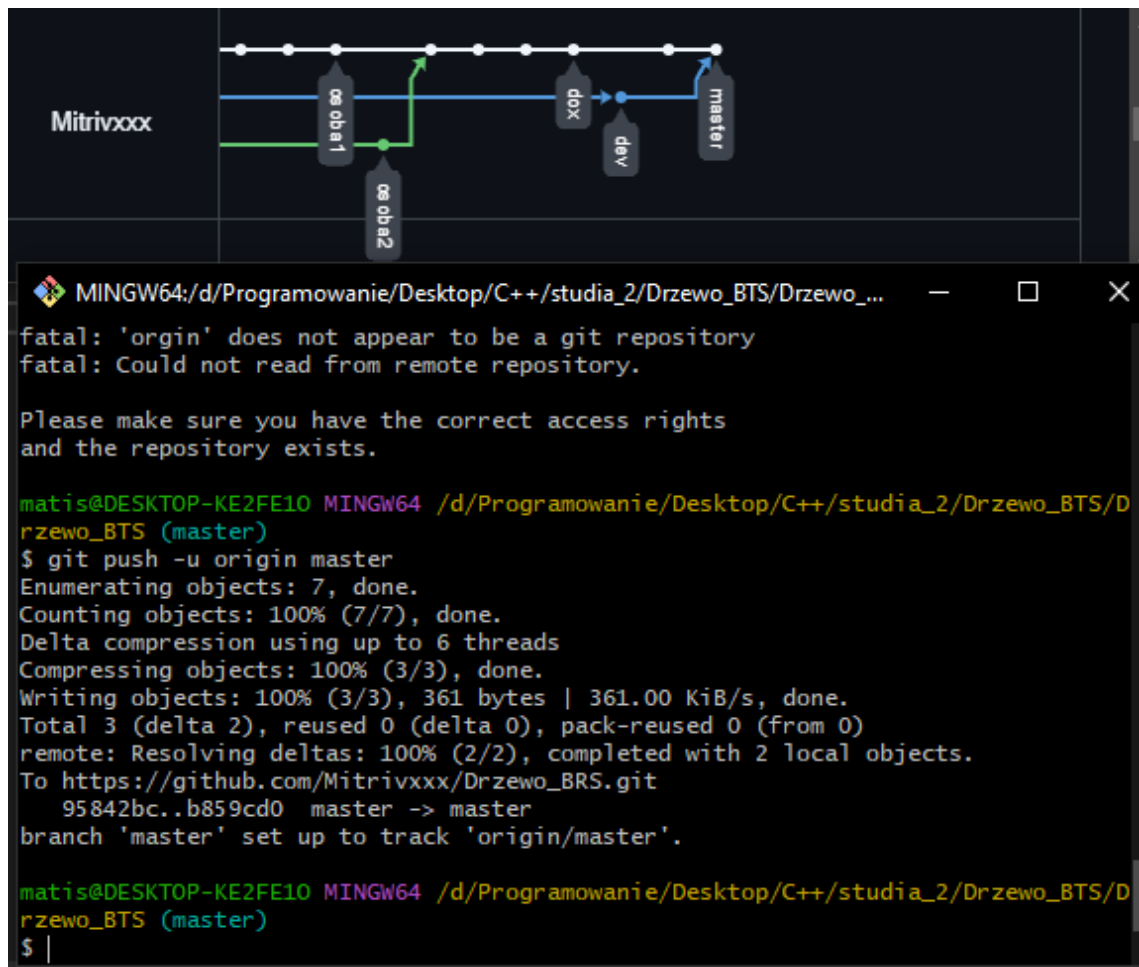 Mitrivxxx
osoba1
osoba2
dox
dev
master
MINGW64:/d/Programowanie/Desktop/C++/studia_2/Drzewo_BTS/Drzewo_...
fatal: 'orgin' does not appear to be a git repository
fatal: Could not read from remote repository.
Please make sure you have the correct access rights
and the repository exists.
matis@DESKTOP-KE2FE1O MINGW64 /d/Programowanie/Desktop/C++/studia_2/Drzewo_BTS/D
rzewo_BTS (master)
$ git push -u origin master
Enumerating objects: 7, done.
Counting objects: 100% (7/7), done.
Delta compression using up to 6 threads
Compressing objects: 100% (3/3), done.
Writing objects: 100% (3/3), 361 bytes | 361.00 KiB/s, done.
Total 3 (delta 2), reused 0 (delta 0), pack-reused 0 (from 0)
remote: Resolving deltas: 100% (2/2), completed with 2 local objects.
To https://github.com/Mitrivxxx/Drzewo_BRS.git
   95842bc..b859cd0  master -> master
branch 'master' set up to track 'origin/master'.
matis@DESKTOP-KE2FE1O MINGW64 /d/Programowanie/Desktop/C++/studia_2/Drzewo_BTS/D
rzewo_BTS (master)
$